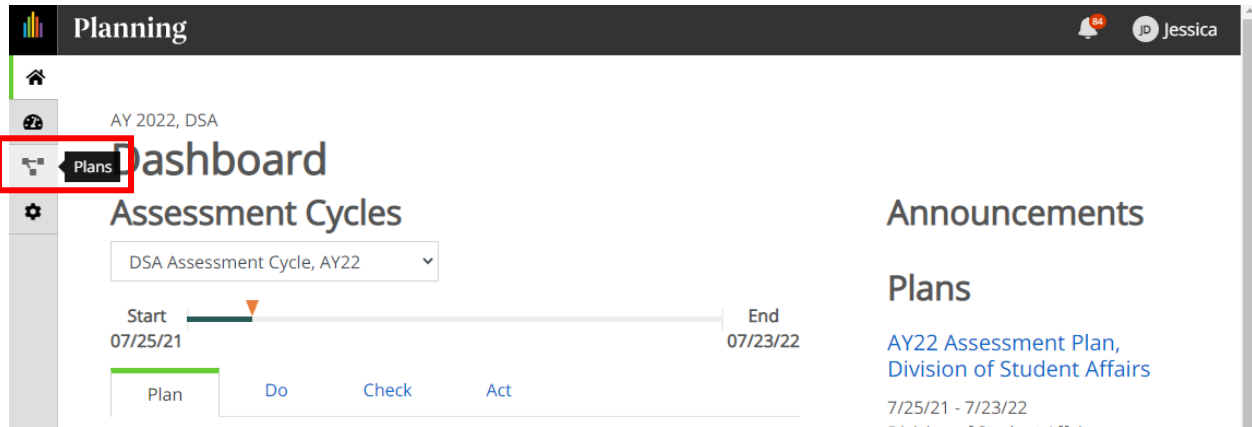 Planning
84
JD Jessica
AY 2022, DSA
Dashboard
Plans
Assessment Cycles
DSA Assessment Cycle, AY22
Start
07/25/21
End
07/23/22
Plan Do Check Act
Announcements
Plans
AY22 Assessment Plan,
Division of Student Affairs
7/25/21 - 7/23/22